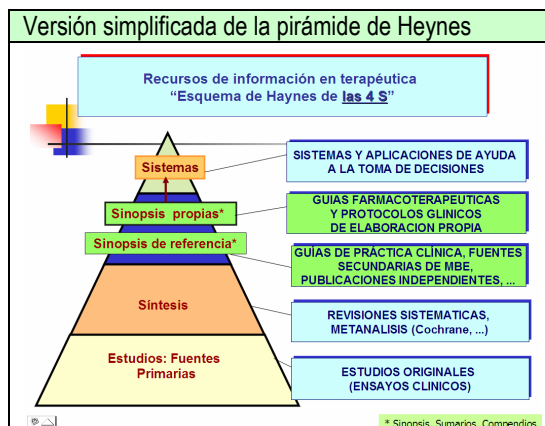 Versión simplificada de la pirámide de Heynes
Recursos de información en terapéutica
“Esquema de Haynes de las 4 S”
Sistemas
SISTEMAS Y APLICACIONES DE AYUDA
A LA TOMA DE DECISIONES
Sinopsis propias*
GUIAS FARMACOTERAPEUTICAS
Y PROTOCOLOS GLINICOS
DE ELABORACION PROPIA
Sinopsis de referencia*
GUÍAS DE PRÁCTICA CLÍNICA, FUENTES
SECUNDARIAS DE MBE,
PUBLICACIONES INDEPENDIENTES, ...
Síntesis
REVISIONES SISTEMATICAS,
METANALISIS (Cochrane, ...)
Estudios: Fuentes
Primarias
ESTUDIOS ORIGINALES
(ENSAYOS CLINICOS)
* Sinopsis, Sumarios, Compendios